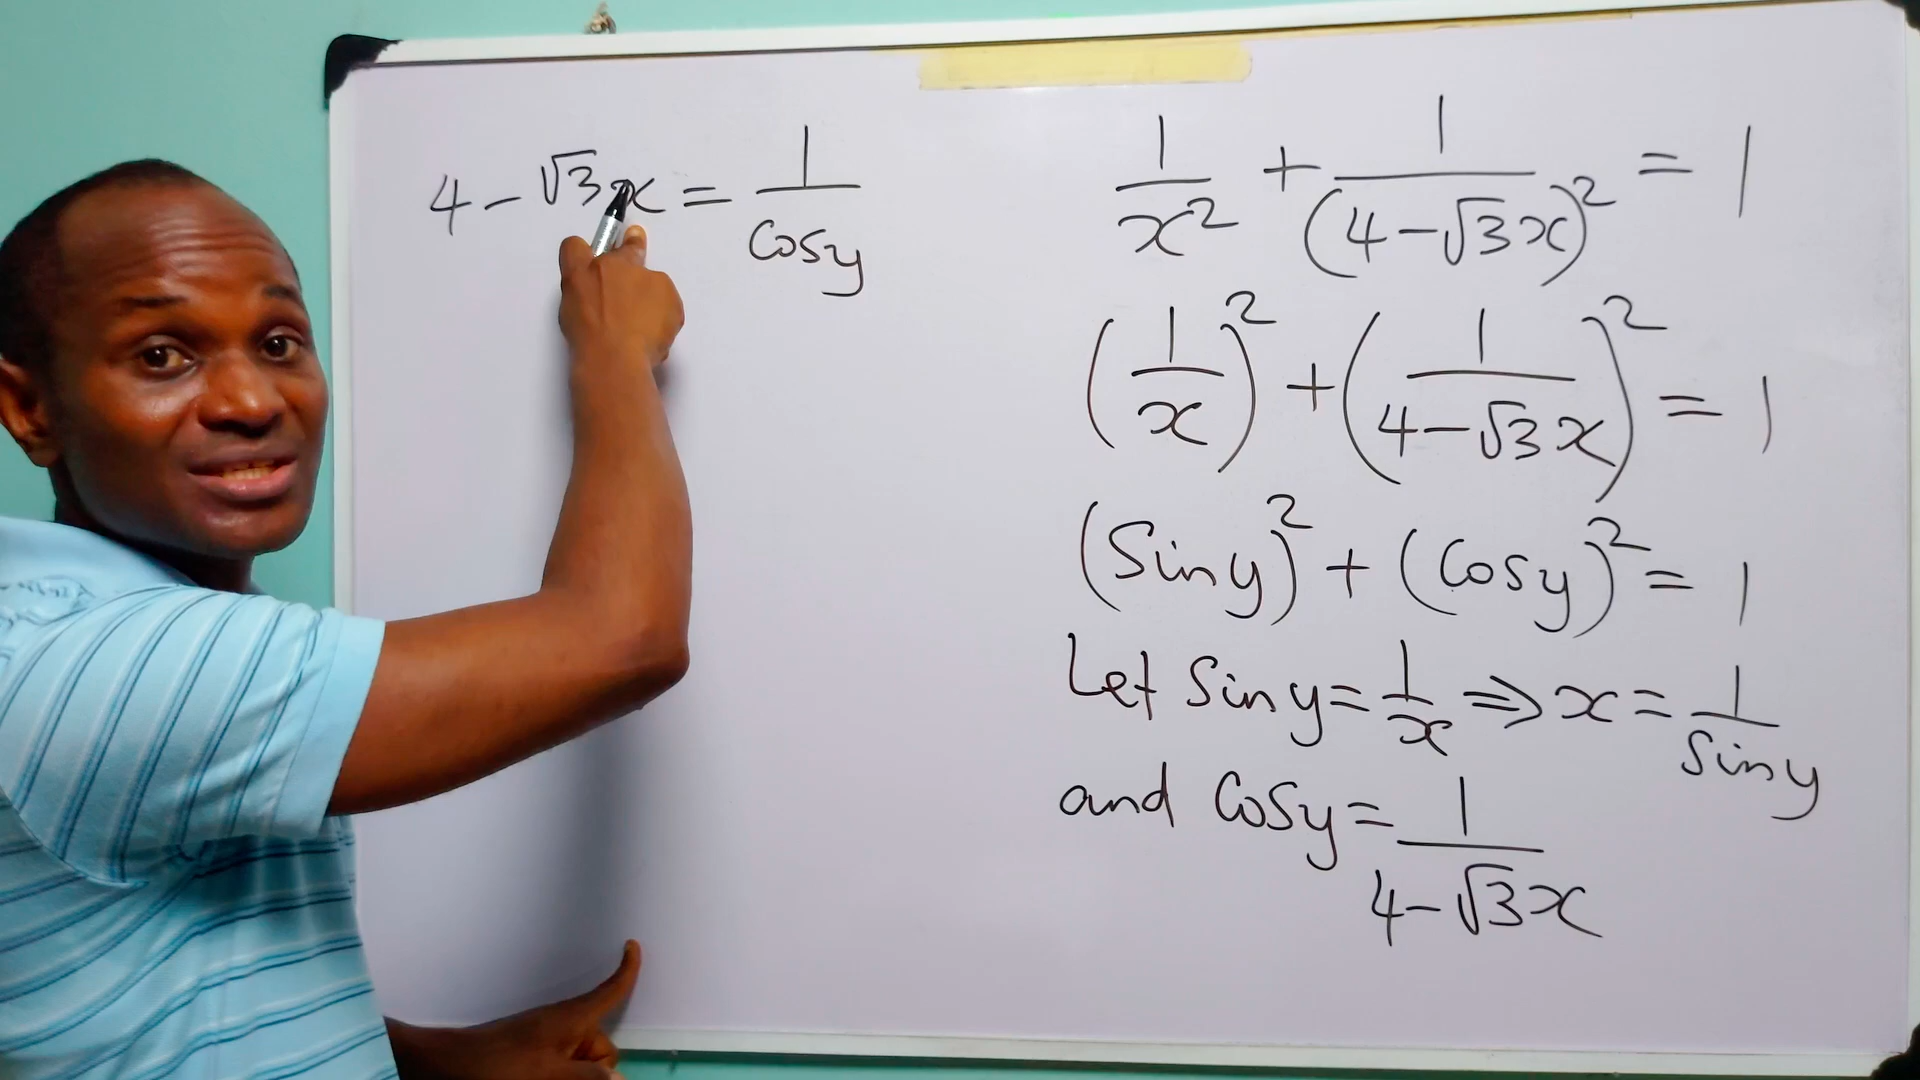 4 - √3x = 1/cosy
1/x² + 1/(4-√3x)² = 1
(1/x)² + (1/(4-√3x))² = 1
(Siny)² + (Cosy)² = 1
Let Siny = 1/x ⇒ x = 1/Siny
and Cosy = 1/(4-√3x)